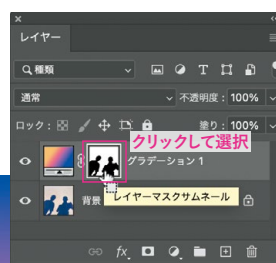 レイヤー
種類
通常
不透明度: 100%
ロック:
塗り: 100%
クリックして選択
グラデーション 1
背景
レイヤーマスクサムネール
fx